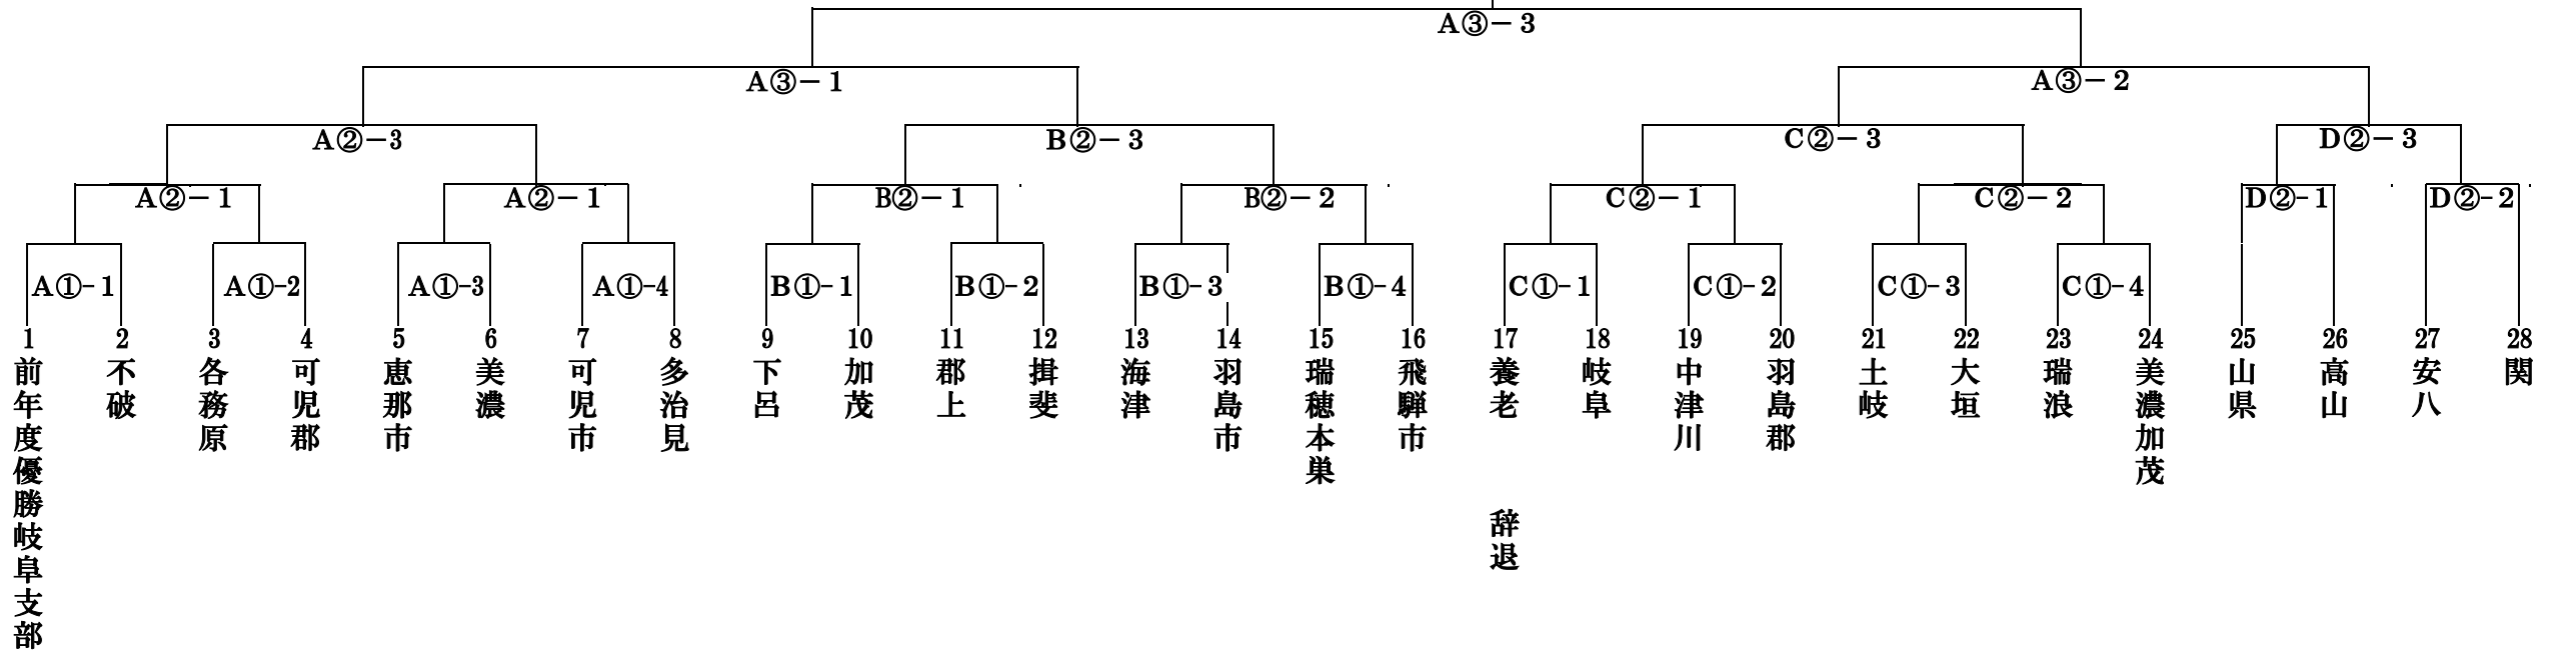 A③－3
A③－1
A③－2
A②－3
B②－3
C②－3
D②－3
A②－1
A②－1
B②－1
B②－2
C②－1
C②－2
D②-1
D②-2
A①-1
A①-2
A①-3
A①-4
B①-1
B①-2
B①-3
B①-4
C①-1
C①-2
C①-3
C①-4
1 前年度優勝岐阜支部
2 不破
3 各務原
4 可児郡
5 恵那市
6 美濃
7 可児市
8 多治見
9 下呂
10 加茂
11 郡上
12 揖斐
13 海津
14 羽島市
15 瑞穂本巣
16 飛騨市
17 養老 辞退
18 岐阜
19 中津川
20 羽島郡
21 土岐
22 大垣
23 瑞浪
24 美濃加茂
25 山県
26 高山
27 安八
28 関